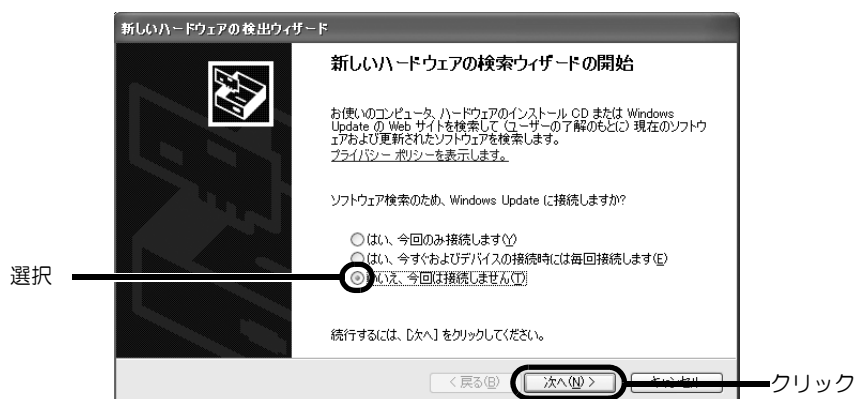 新しいハードウェアの検出ウィザード
新しいハードウェアの検索ウィザードの開始
お使いのコンピュータ、ハードウェアのインストール CD または Windows
Update の Web サイトを検索して (ユーザーの了解のもとに) 現在のソフトウ
ェアおよび更新されたソフトウェアを検索します。
プライバシー ポリシーを表示します。
ソフトウェア検索のため、Windows Update に接続しますか?
はい、今回のみ接続します(Y)
はい、今すぐおよびデバイスの接続時には毎回接続します(E)
選択
いいえ、今回は接続しません(T)
続行するには、[次へ] をクリックしてください。
< 戻る(B)
次へ(N) >
キャンセル
クリック